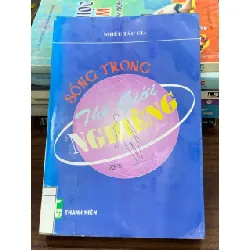 NHIỀU TÁC GIẢ
SỐNG TRONG
Thế Giới
NGHIÊNG
THANH NIÊN